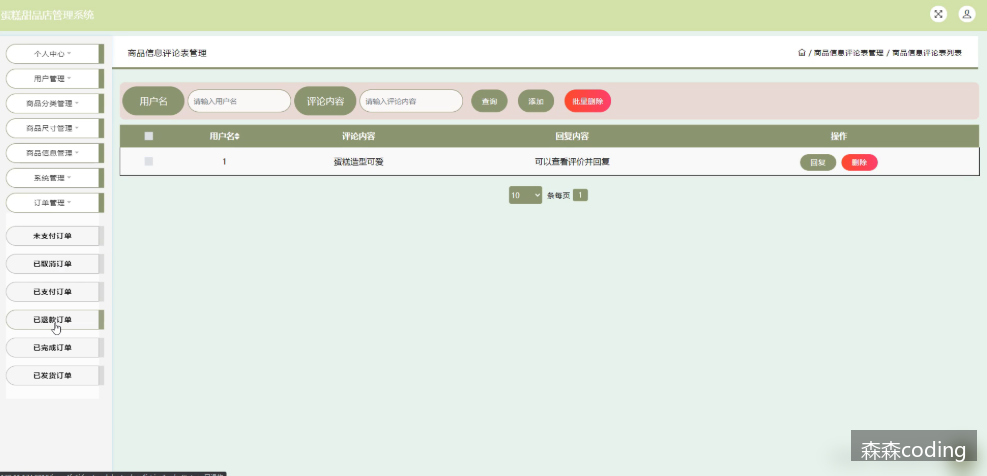 蛋糕甜品店管理系统
个人中心
用户管理
商品分类管理
商品尺寸管理
商品信息管理
系统管理
订单管理
未支付订单
已取消订单
已支付订单
已退款订单
已完成订单
已发货订单
商品信息评论表管理
/ 商品信息评论表管理 / 商品信息评论表列表
用户名 请输入用户名 评论内容 请输入评论内容 查询 添加 批量删除
用户名 评论内容 回复内容 操作
1 蛋糕造型可爱 可以查看评价并回复 回复 删除
10 条每页 1
森森coding